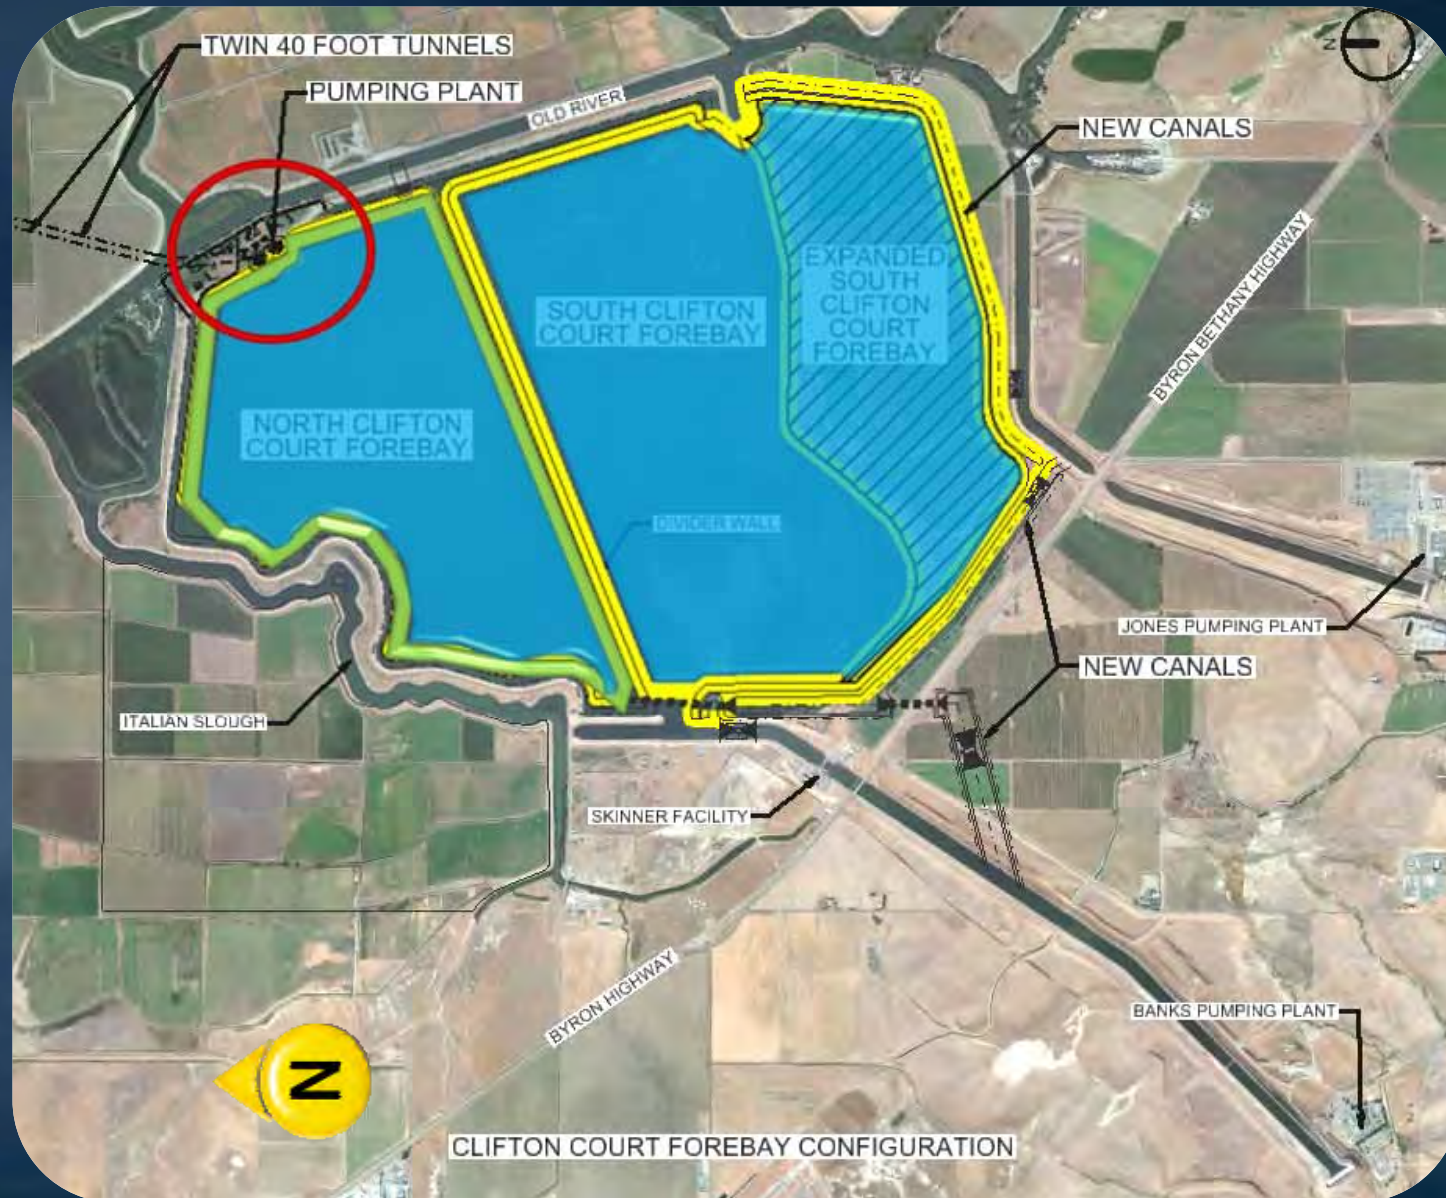 TWIN 40 FOOT TUNNELS
PUMPING PLANT
OLD RIVER
N
NEW CANALS
BYRON BETHANY HIGHWAY
EXPANDED
SOUTH
CLIFTON
COURT
FOREBAY
SOUTH CLIFTON
COURT FOREBAY
NORTH CLIFTON
COURT FOREBAY
DIVIDER WALL
JONES PUMPING PLANT
NEW CANALS
ITALIAN SLOUGH
SKINNER FACILITY
BYRON HIGHWAY
BANKS PUMPING PLANT
N
CLIFTON COURT FOREBAY CONFIGURATION